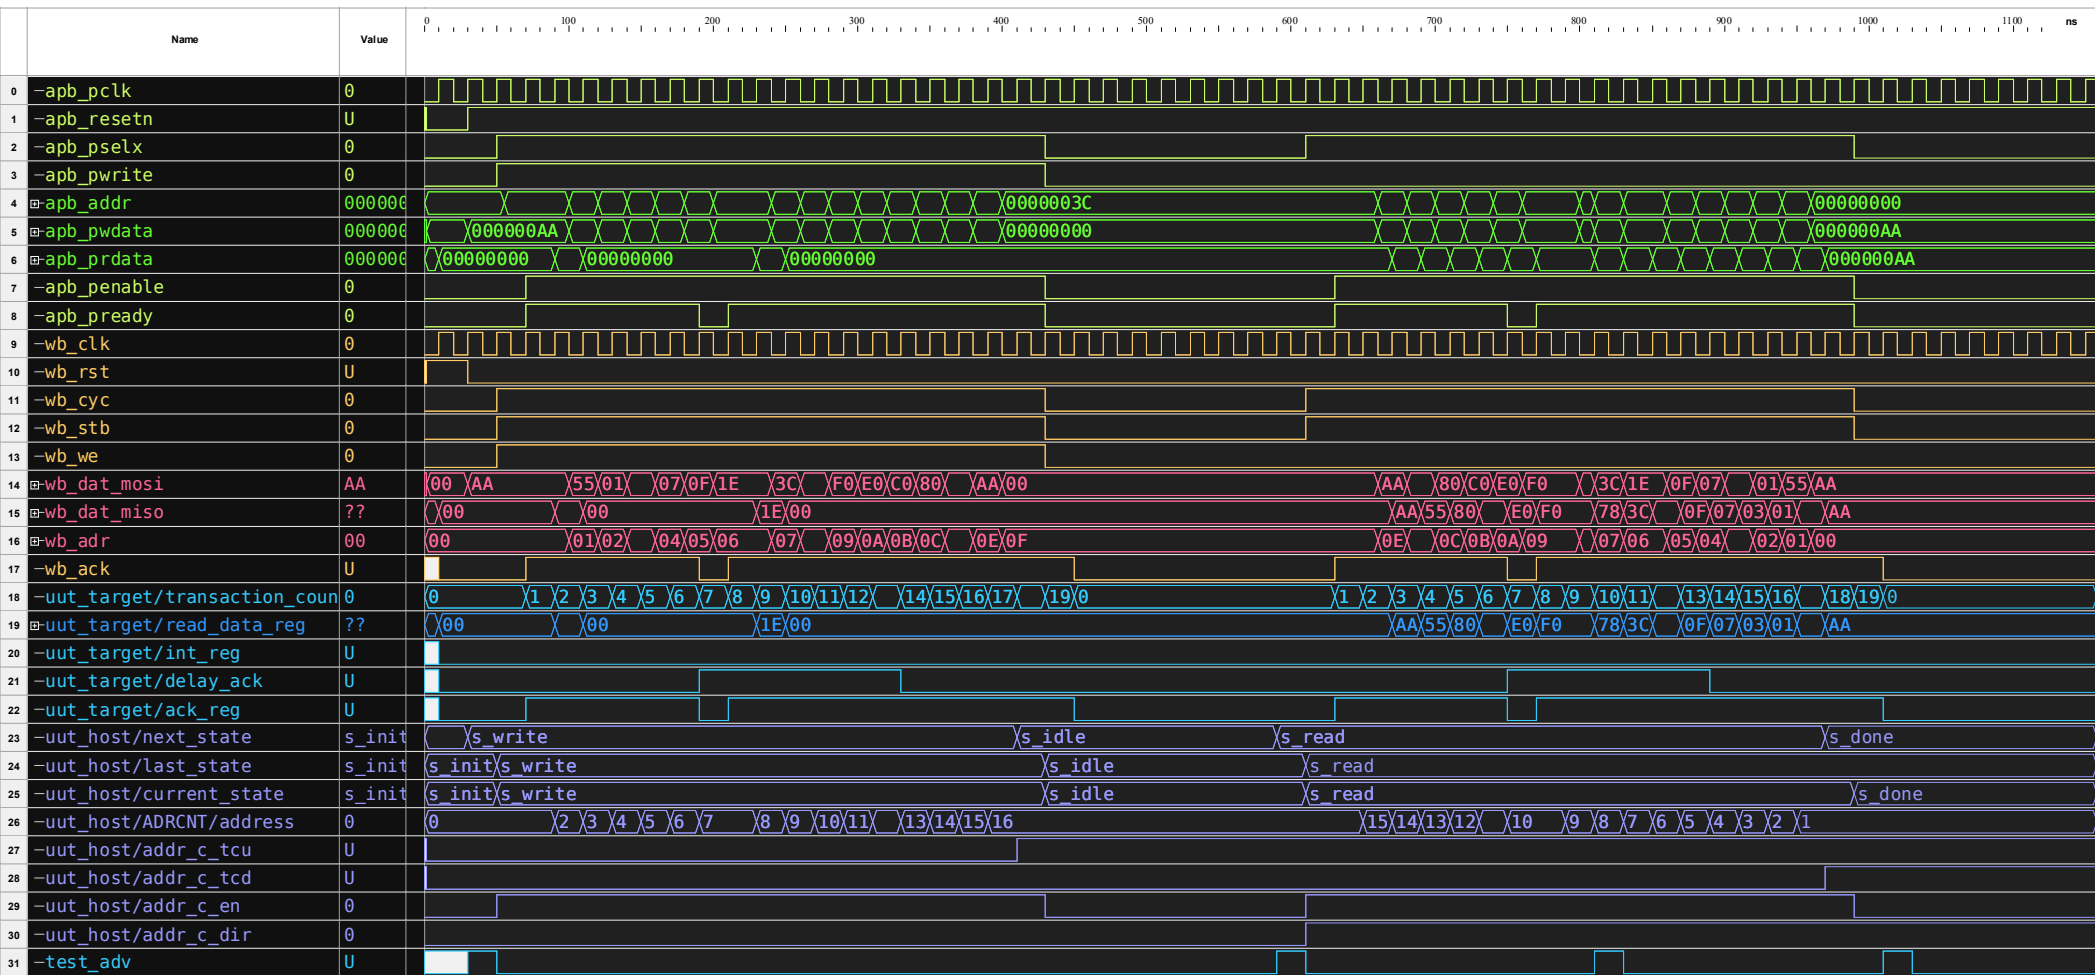 0 100 200 300 400 500 600 700 800 900 1000 1100 ns
Name Value
0 apb_pclk 0
1 apb_resetn U
2 apb_pselx 0
3 apb_pwrite 0
4 apb_addr 000000 0000003C 00000000
5 apb_pwdata 000000 000000AA 00000000 000000AA
6 apb_prdata 000000 00000000 00000000 00000000 000000AA
7 apb_penable 0
8 apb_pready 0
9 wb_clk 0
10 wb_rst U
11 wb_cyc 0
12 wb_stb 0
13 wb_we 0
14 wb_dat_mosi AA 00 AA 55 01 07 0F 1E 3C F0 E0 C0 80 AA 00 AA 80 C0 E0 F0 3C 1E 0F 07 01 55 AA
15 wb_dat_miso ?? 00 00 1E 00 AA 55 80 E0 F0 78 3C 0F 07 03 01 AA
16 wb_adr 00 00 01 02 04 05 06 07 09 0A 0B 0C 0E 0F 0E 0C 0B 0A 09 07 06 05 04 02 01 00
17 wb_ack U
18 uut_target/transaction_coun 0 0 1 2 3 4 5 6 7 8 9 10 11 12 14 15 16 17 19 0 1 2 3 4 5 6 7 8 9 10 11 13 14 15 16 18 19 0
19 uut_target/read_data_reg ?? 00 00 1E 00 AA 55 80 E0 F0 78 3C 0F 07 03 01 AA
20 uut_target/int_reg U
21 uut_target/delay_ack U
22 uut_target/ack_reg U
23 uut_host/next_state s_init s_write s_idle s_read s_done
24 uut_host/last_state s_init s_init s_write s_idle s_read
25 uut_host/current_state s_init s_init s_write s_idle s_read s_done
26 uut_host/ADRCNT/address 0 0 2 3 4 5 6 7 8 9 10 11 13 14 15 16 15 14 13 12 10 9 8 7 6 5 4 3 2 1
27 uut_host/addr_c_tcu U
28 uut_host/addr_c_tcd U
29 uut_host/addr_c_en 0
30 uut_host/addr_c_dir 0
31 test_adv U